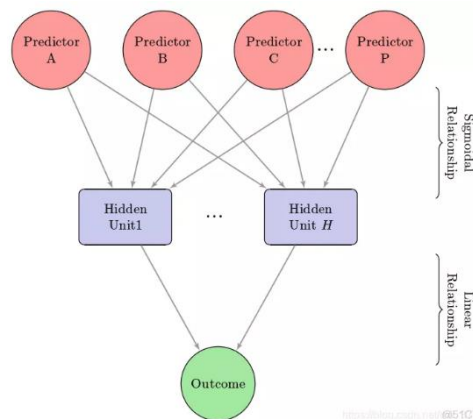 Predictor
A
Predictor
B
Predictor
C
...
Predictor
P
Sigmoidal
Relationship
Hidden
Unit1
...
Hidden
Unit H
Linear
Relationship
Outcome